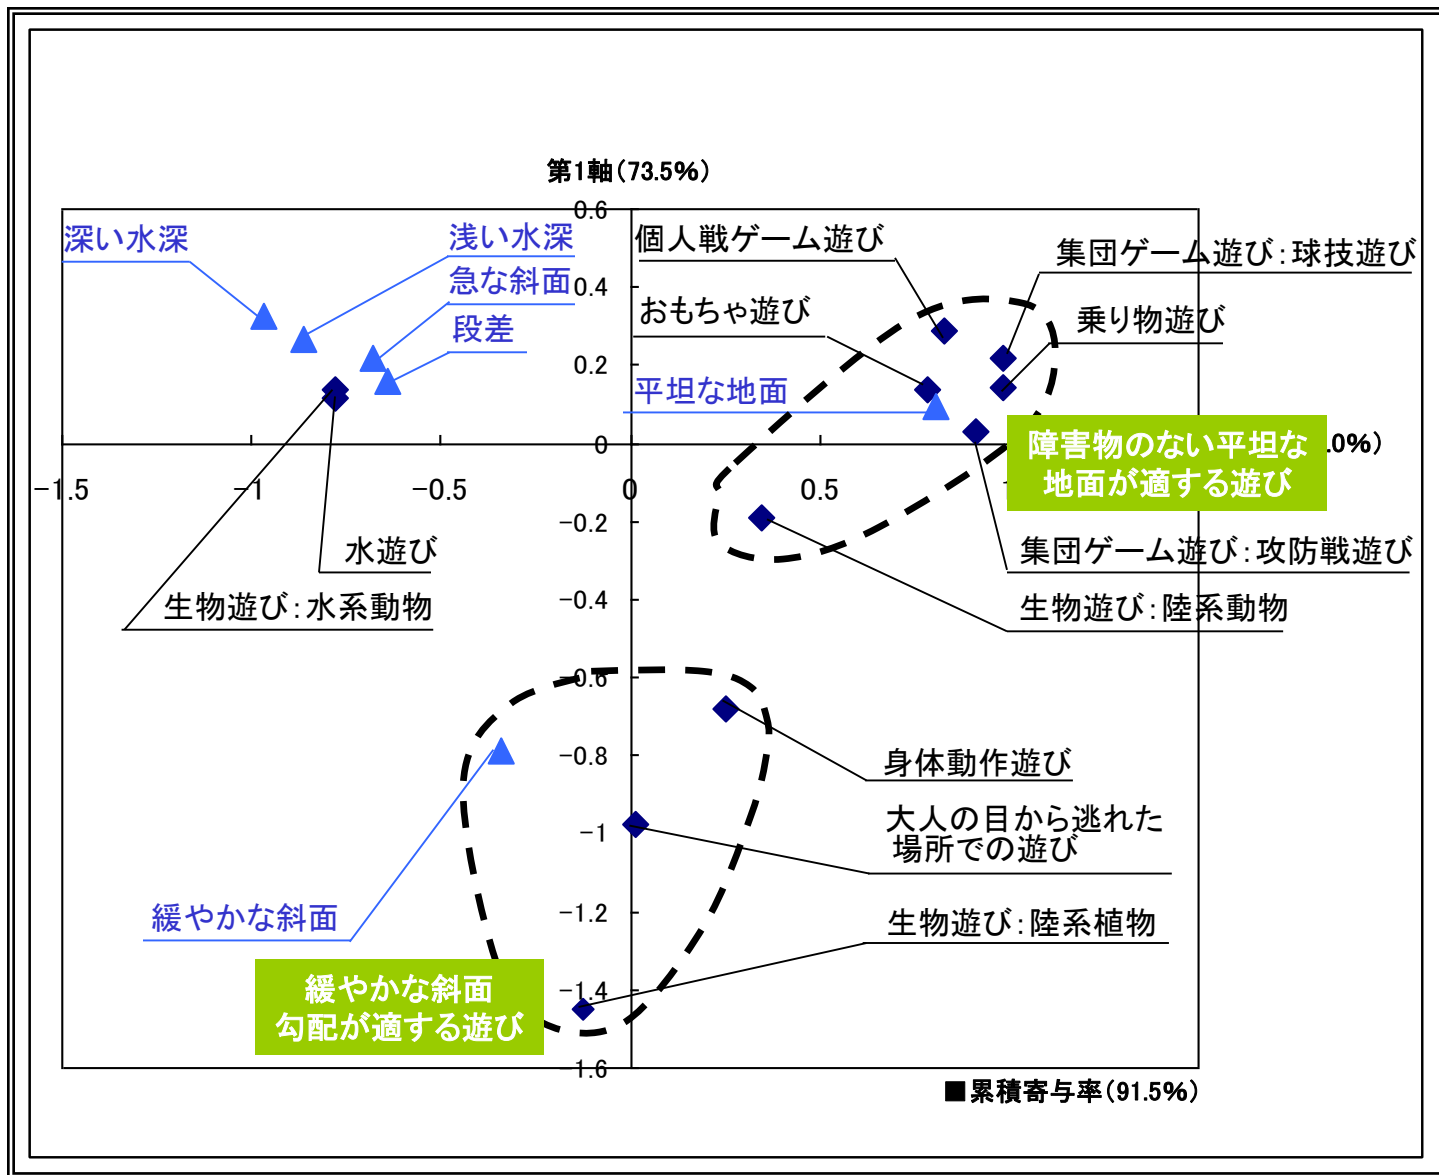 第1軸(73.5%)
0.6
深い水深
浅い水深
個人戦ゲーム遊び
集団ゲーム遊び:球技遊び
急な斜面
0.4
おもちゃ遊び
乗り物遊び
段差
0.2
平坦な地面
0
障害物のない平坦な
地面が適する遊び
.0%)
-1.5
-1
-0.5
0
0.5
-0.2
水遊び
集団ゲーム遊び:攻防戦遊び
生物遊び:水系動物
-0.4
生物遊び:陸系動物
-0.6
-0.8
身体動作遊び
大人の目から逃れた
場所での遊び
-1
緩やかな斜面
-1.2
生物遊び:陸系植物
緩やかな斜面
勾配が適する遊び
-1.4
-1.6
■累積寄与率(91.5%)